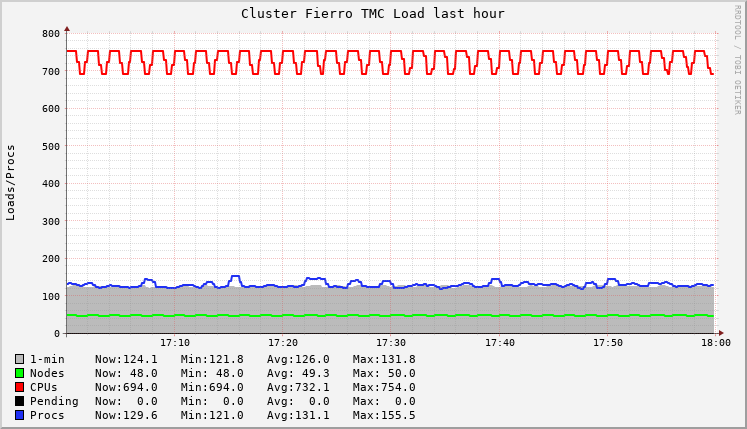 Cluster Fierro TMC Load last hour
RRDTOOL / TOBI OETIKER
Loads/Procs
800
700
600
500
400
300
200
100
0
17:10 17:20 17:30 17:40 17:50 18:00
1-min Now:124.1 Min:121.8 Avg:126.0 Max:131.8
Nodes Now: 48.0 Min: 48.0 Avg: 49.3 Max: 50.0
CPUs Now:694.0 Min:694.0 Avg:732.1 Max:754.0
Pending Now: 0.0 Min: 0.0 Avg: 0.0 Max: 0.0
Procs Now:129.6 Min:121.0 Avg:131.1 Max:155.5